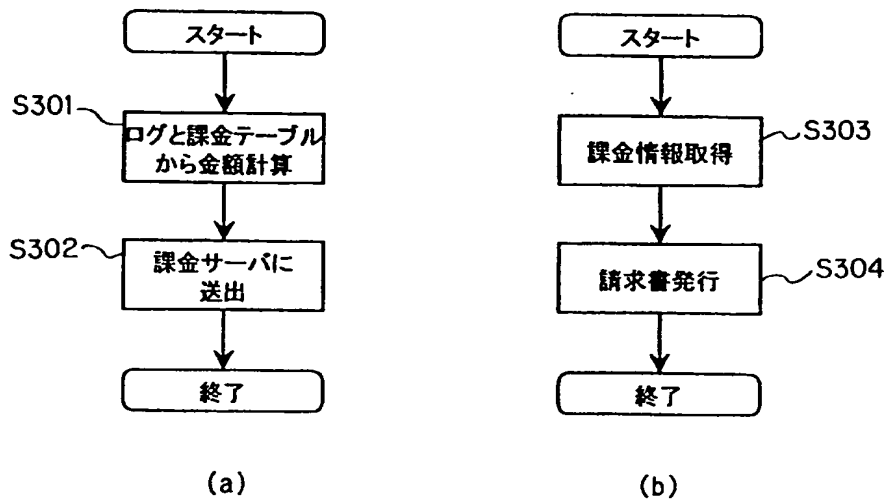 スタート
S301
ログと課金テーブル
から金額計算
S302
課金サーバに
送出
終了
(a)
スタート
課金情報取得
S303
請求書発行
S304
終了
(b)